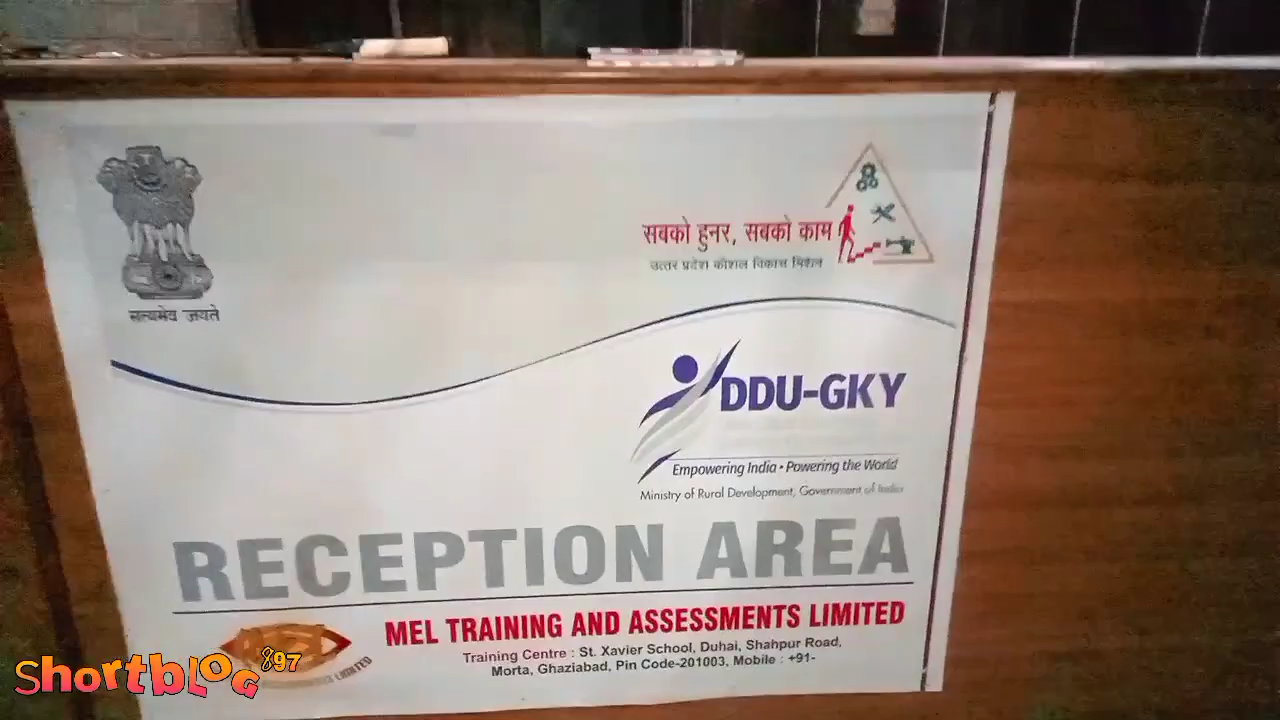 सबको हुनर, सबको काम
उत्तर प्रदेश कौशल विकास मिशन
सत्यमेव जयते
DDU-GKY
Empowering India • Powering the World
Ministry of Rural Development, Government of India
RECEPTION AREA
MEL TRAINING AND ASSESSMENTS LIMITED
Training Centre : St. Xavier School, Duhai, Shahpur Road,
Morta, Ghaziabad, Pin Code-201003, Mobile : +91-
LIMITED
Shortblog 897